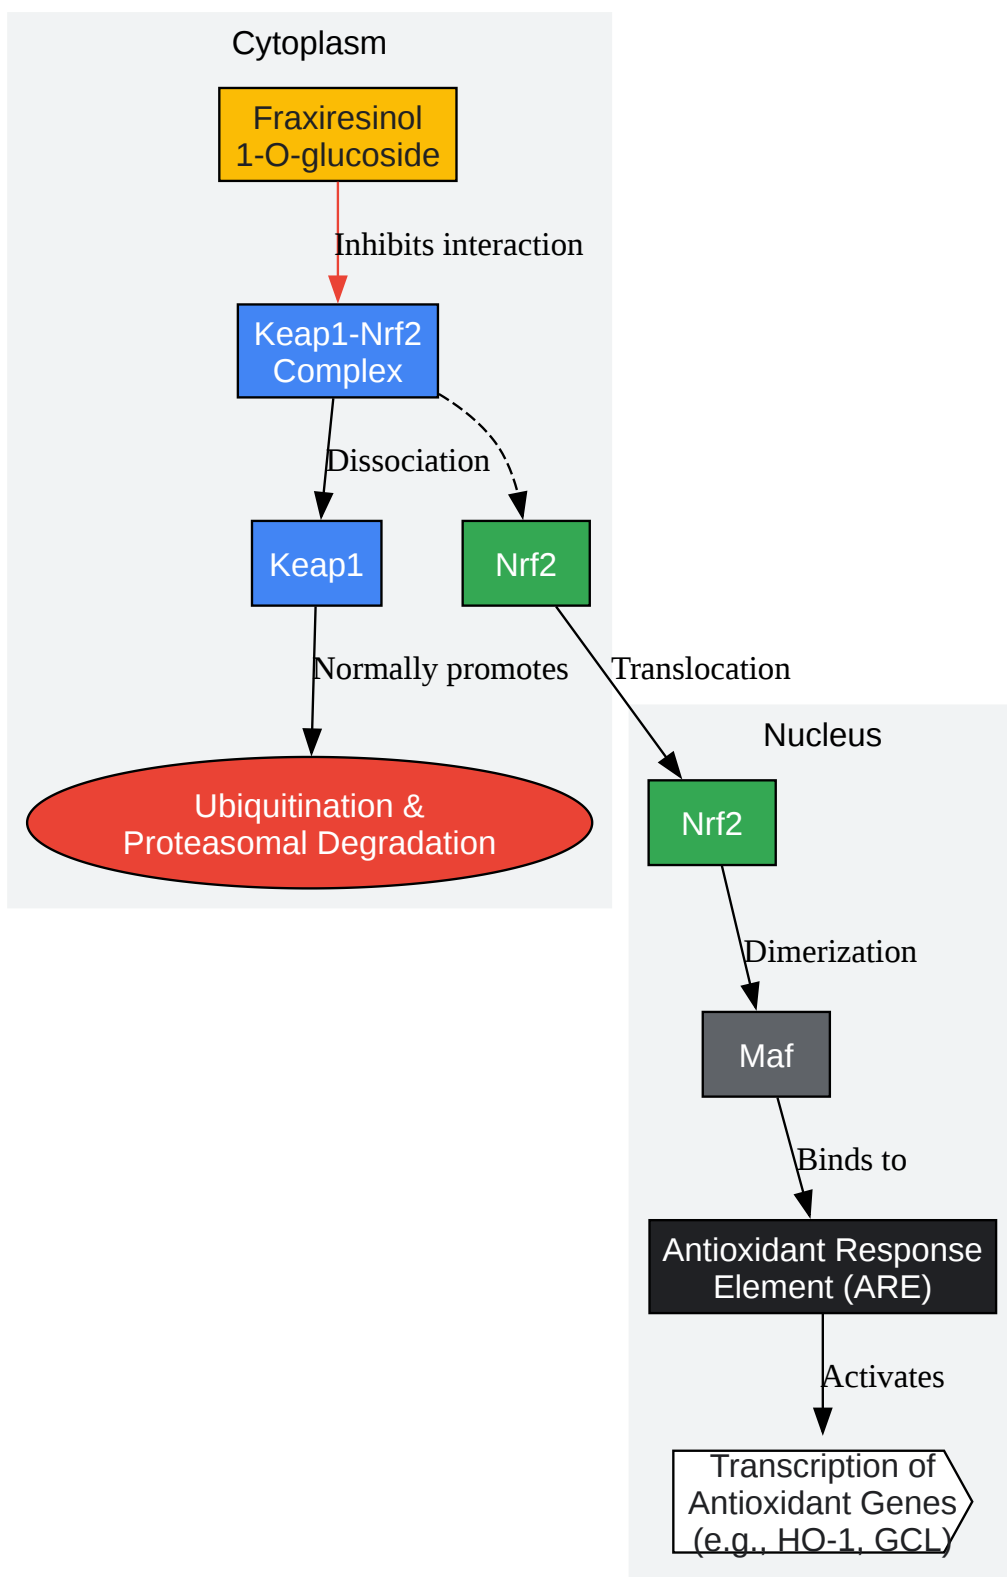 Cytoplasm
Fraxiresinol
1-O-glucoside
Inhibits interaction
Keap1-Nrf2
Complex
Dissociation
Keap1
Nrf2
Normally promotes
Translocation
Ubiquitination &
Proteasomal Degradation
Nucleus
Nrf2
Dimerization
Maf
Binds to
Antioxidant Response
Element (ARE)
Activates
Transcription of
Antioxidant Genes
(e.g., HO-1, GCL)